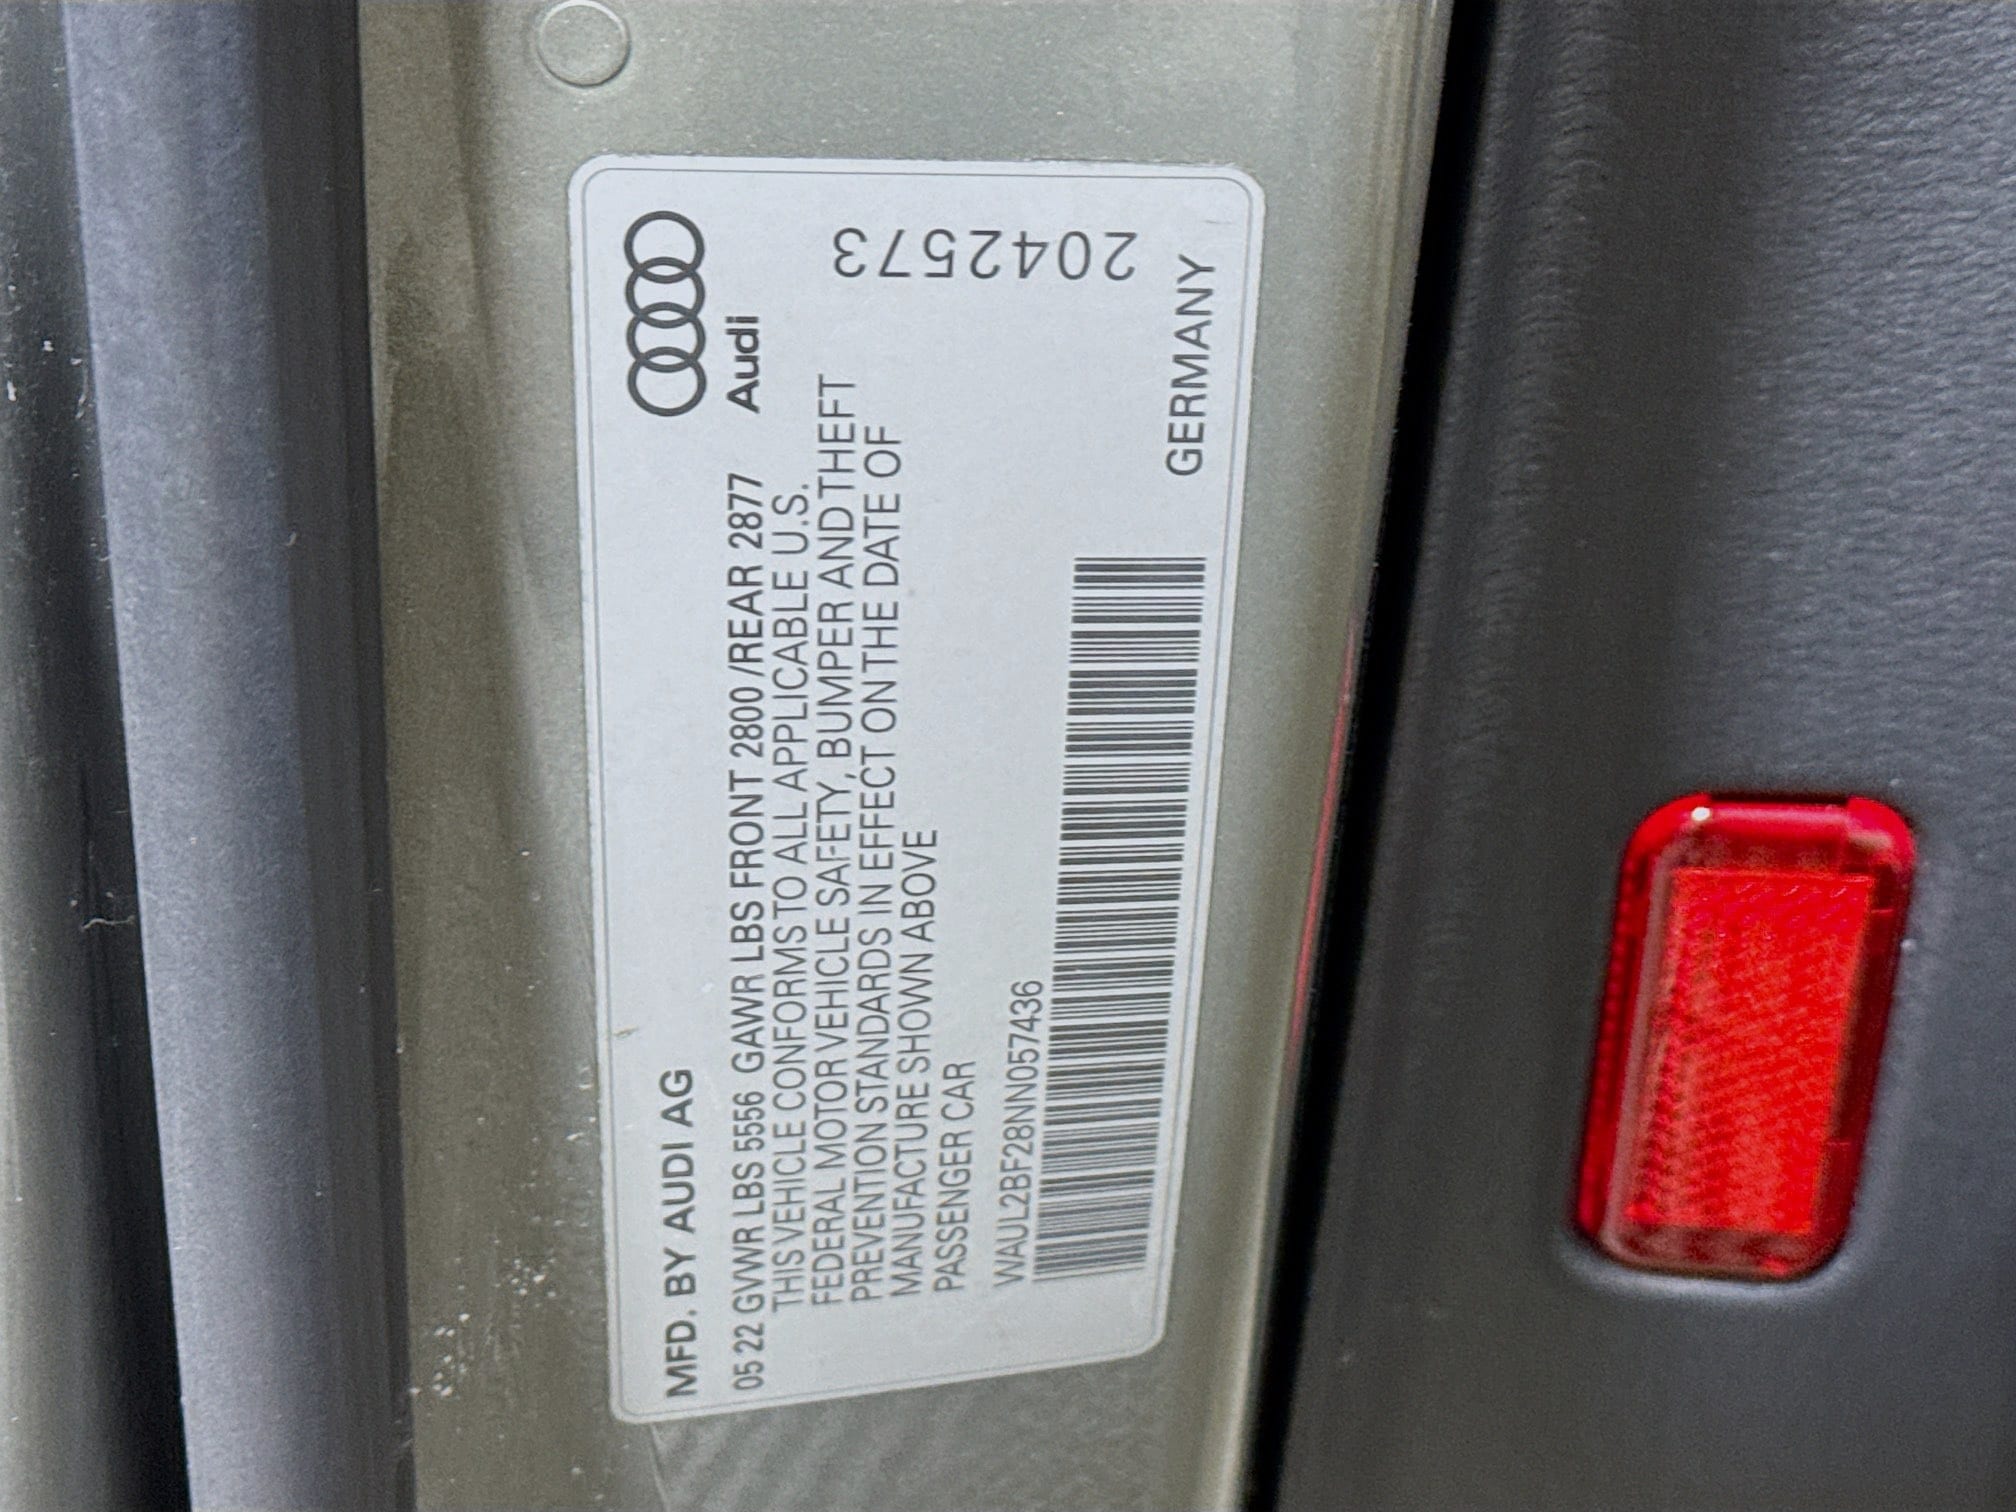 MFD. BY AUDI AG
Audi
05 22 GVWR LBS 5556 GAWR LBS FRONT 2800 /REAR 2877
THIS VEHICLE CONFORMS TO ALL APPLICABLE U.S.
FEDERAL MOTOR VEHICLE SAFETY, BUMPER AND THEFT
PREVENTION STANDARDS IN EFFECT ON THE DATE OF
MANUFACTURE SHOWN ABOVE
PASSENGER CAR
2042573
WAUL2BF28NN057436
GERMANY